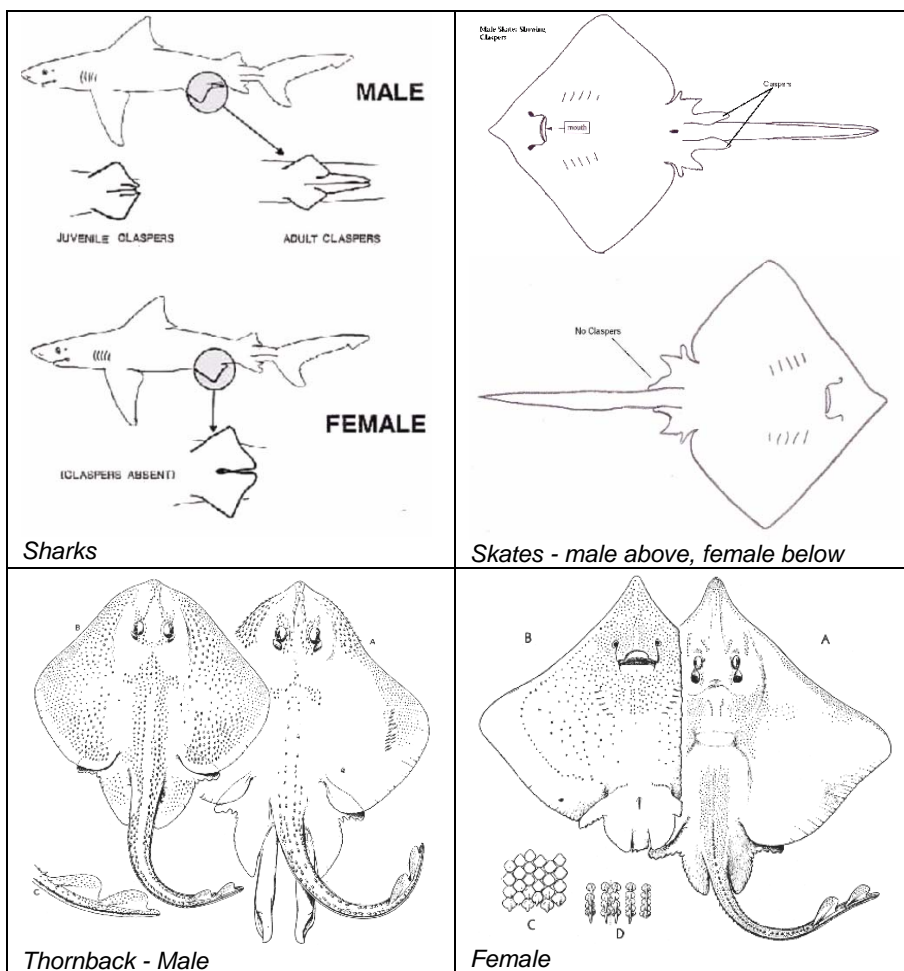 MALE
JUVENILE CLASPERS
ADULT CLASPERS
FEMALE
(CLASPERS ABSENT)
Sharks
Male Skates Showing
Claspers
Claspers
mouth
No Claspers
Skates - male above, female below
B
A
C
Thornback - Male
B
A
C
D
Female